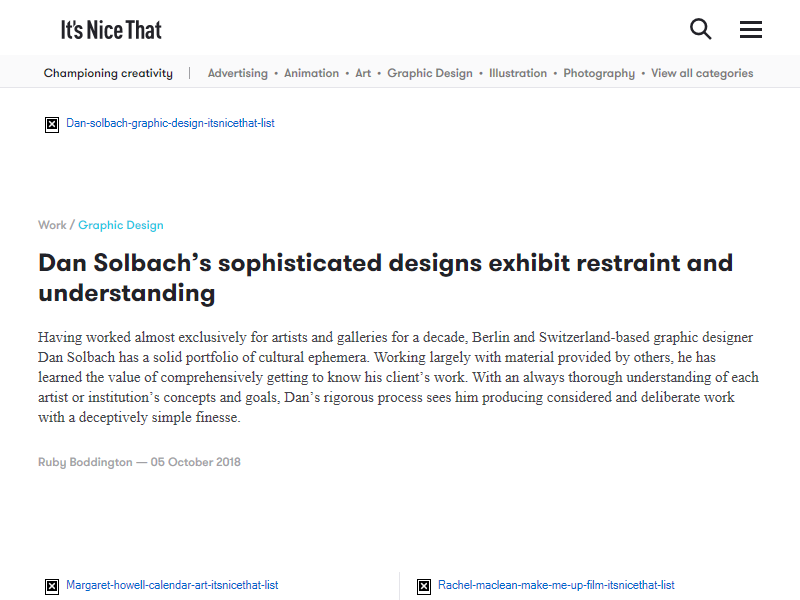 It's Nice That
Championing creativity | Advertising • Animation • Art • Graphic Design • Illustration • Photography • View all categories
Dan-solbach-graphic-design-itsnicethat-list
Work / Graphic Design
Dan Solbach’s sophisticated designs exhibit restraint and
understanding
Having worked almost exclusively for artists and galleries for a decade, Berlin and Switzerland-based graphic designer
Dan Solbach has a solid portfolio of cultural ephemera. Working largely with material provided by others, he has
learned the value of comprehensively getting to know his client’s work. With an always thorough understanding of each
artist or institution’s concepts and goals, Dan’s rigorous process sees him producing considered and deliberate work
with a deceptively simple finesse.
Ruby Boddington — 05 October 2018
Margaret-howell-calendar-art-itsnicethat-list
Rachel-maclean-make-me-up-film-itsnicethat-list